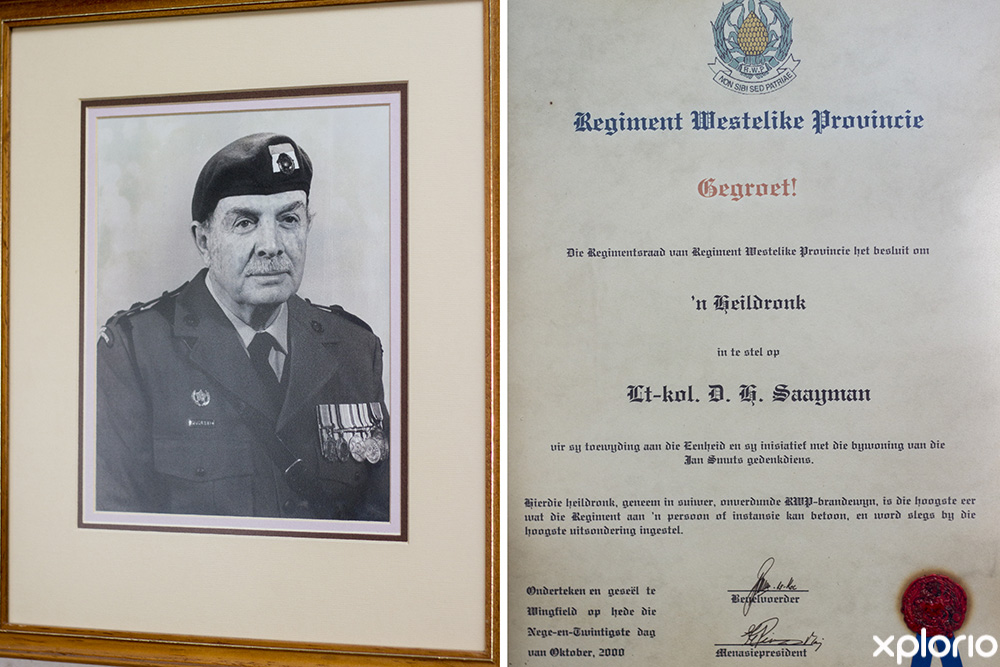 R.W.P.
NON SIBI SED PATRIAE
Regiment Westelike Provincie
Gegroet!
Die Regimentsraad van Regiment Westelike Provincie het besluit om
'n Heildronk
in te stel op
Lt-kol. D. H. Saayman
vir sy toewyding aan die Eenheid en sy inisiatief met die bywoning van die
Jan Smuts gedenkdiens.
Hierdie heildronk, geneem in suiwer, onverdunde RWP-brandewyn, is die hoogste eer
wat die Regiment aan 'n persoon of instansie kan betoon, en word slegs by die
hoogste uitsondering ingestel.
Onderteken en geseël te
Wingfield op hede die
Nege-en-Twintigste dag
van Oktober, 2000
Bevelvoerder
Menasiepresident
xplorio